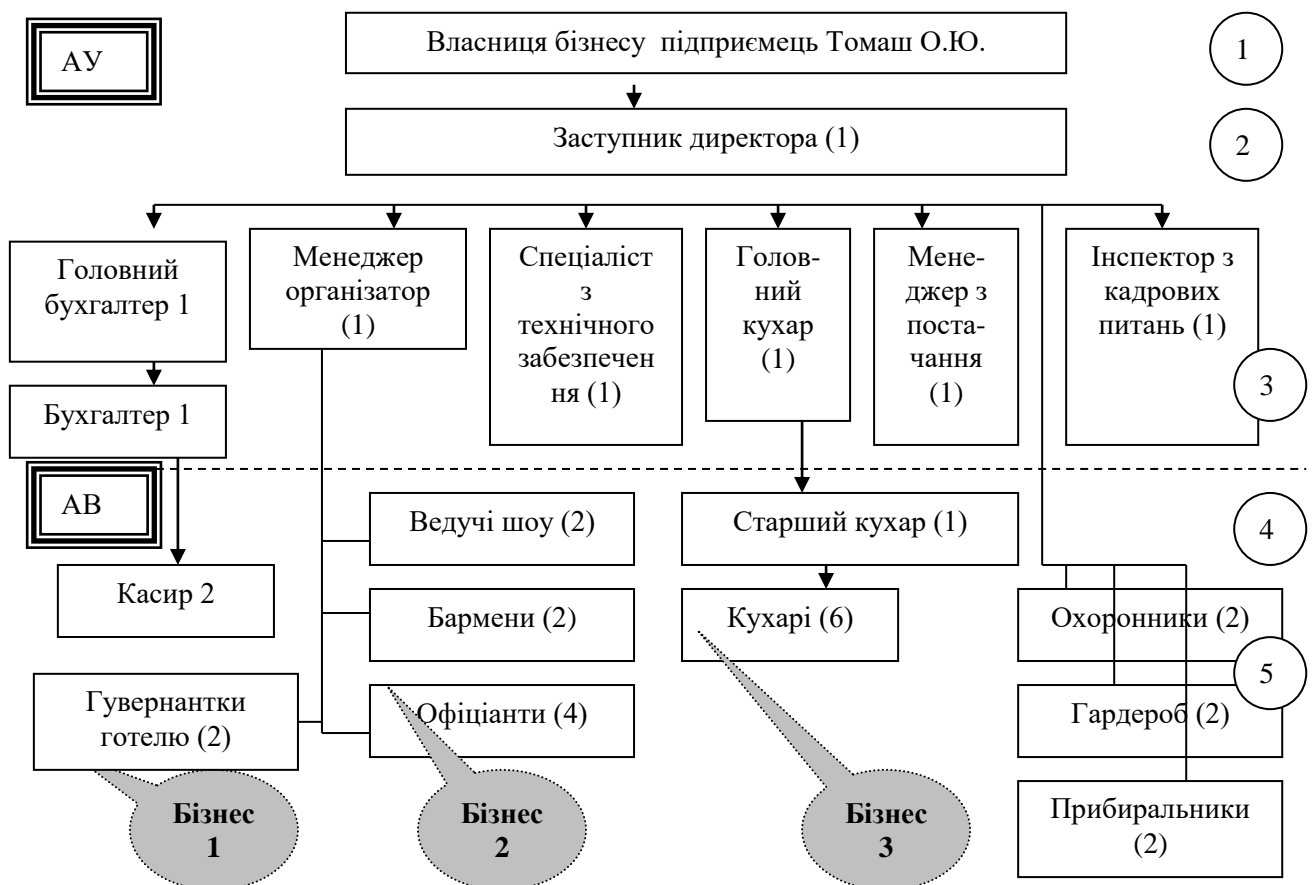 АУ
Власниця бізнесу підприємець Томаш О.Ю.
1
Заступник директора (1)
2
Головний
бухгалтер 1
Менеджер
організатор
(1)
Спеціаліст
з
технічного
забезпечен
ня (1)
Голов-
ний
кухар
(1)
Мене-
джер з
поста-
чання
(1)
Інспектор з
кадрових
питань (1)
3
Бухгалтер 1
АВ
Ведучі шоу (2)
Старший кухар (1)
4
Касир 2
Бармени (2)
Кухарі (6)
Охоронники (2)
5
Гувернантки
готелю (2)
Офіціанти (4)
Гардероб (2)
Бізнес
1
Бізнес
2
Бізнес
3
Прибиральники
(2)